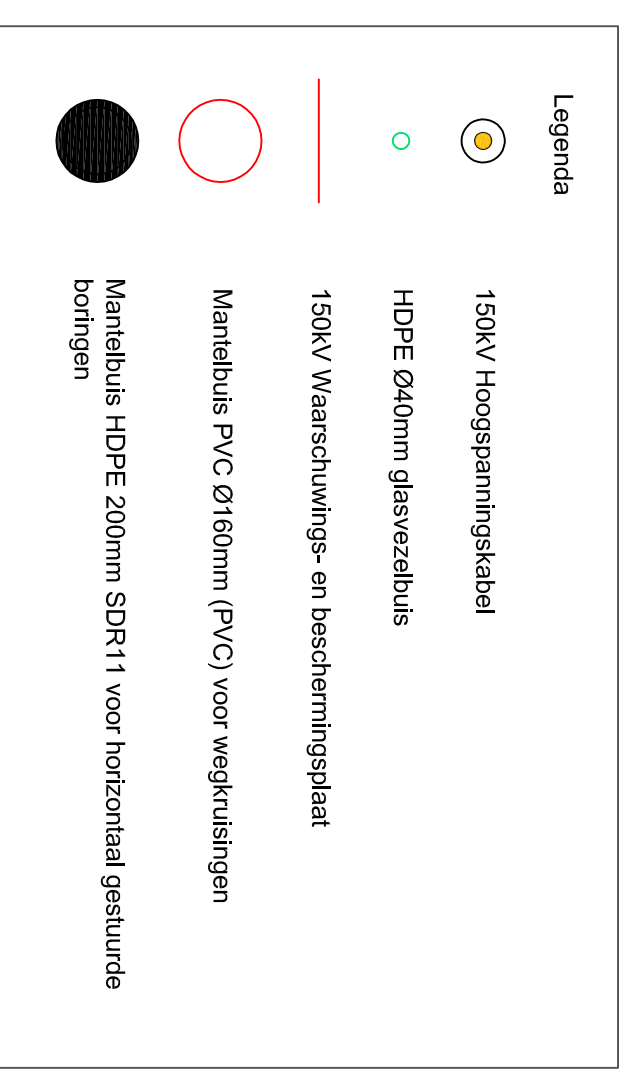 Legenda
150kV Hoogspanningskabel
HDPE Ø40mm glasvezelbuis
150kV Waarschuwings- en beschermingsplaat
Mantelbuis PVC Ø160mm (PVC) voor wegkruisingen
Mantelbuis HDPE 200mm SDR11 voor horizontaal gestuurde
boringen